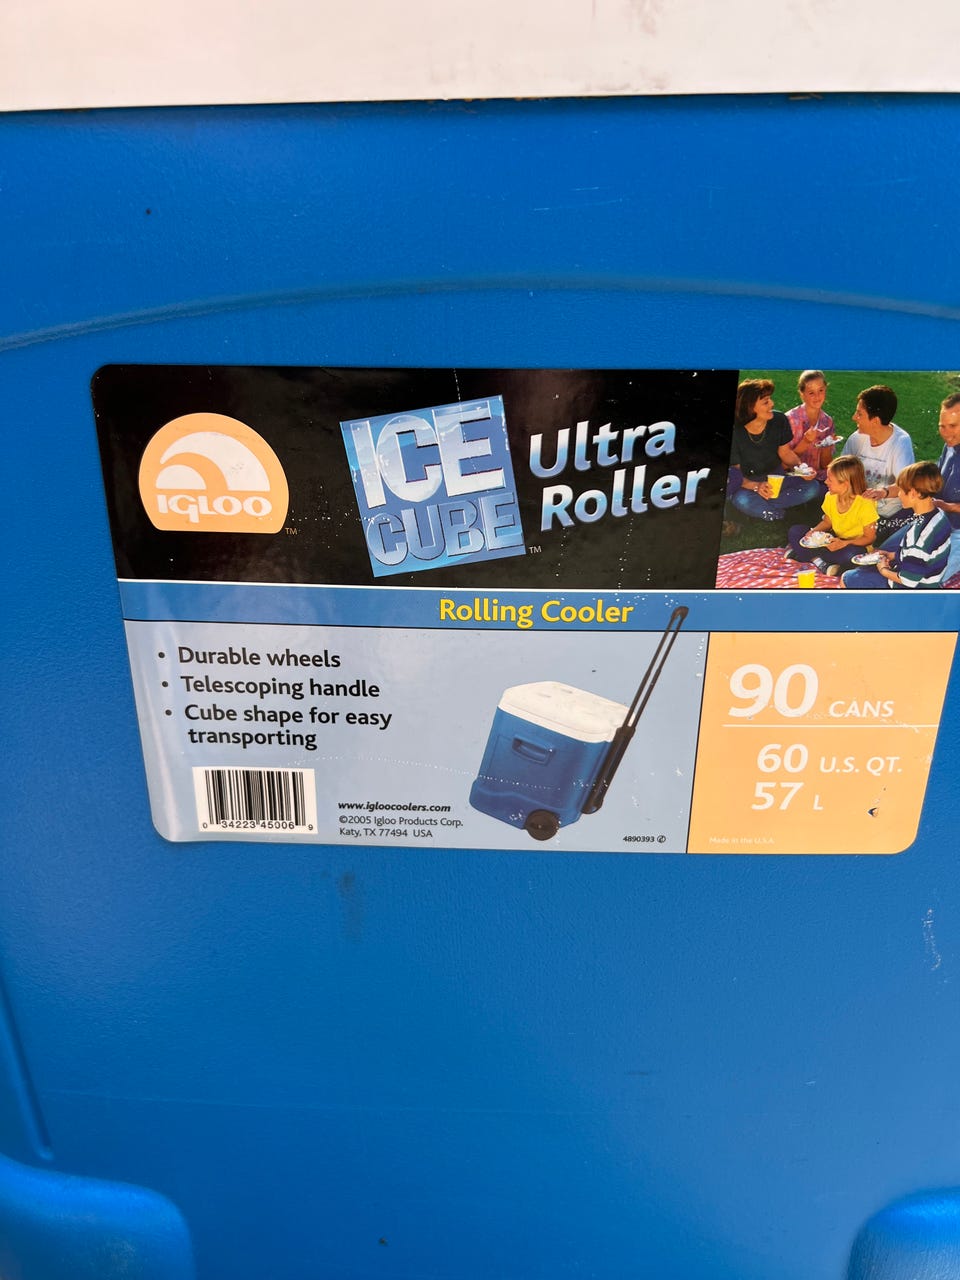 IGLOO
TM
ICE
CUBE
TM
Ultra
Roller
Rolling Cooler
• Durable wheels
• Telescoping handle
• Cube shape for easy
transporting
0 34223 45006 9
www.igloocoolers.com
©2005 Igloo Products Corp.
Katy, TX 77494 USA
4890393
90 CANS
60 U.S. QT.
57 L
Made in the U.S.A